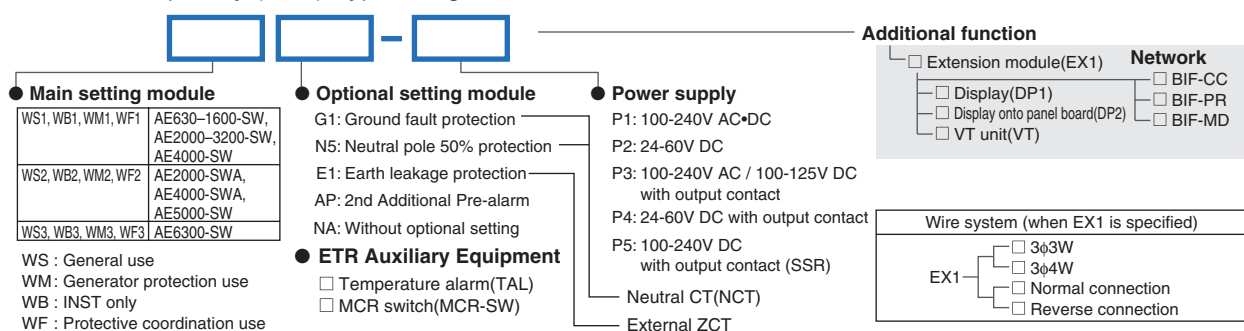 Additional function
□ Extension module(EX1)
□ Display(DP1)
□ Display onto panel board(DP2)
□ VT unit(VT)
Network
□ BIF-CC
□ BIF-PR
□ BIF-MD
● Main setting module
WS1, WB1, WM1, WF1 AE630–1600-SW,
AE2000–3200-SW,
AE4000-SW
WS2, WB2, WM2, WF2 AE2000-SWA,
AE4000-SWA,
AE5000-SW
WS3, WB3, WM3, WF3 AE6300-SW
WS : General use
WM : Generator protection use
WB : INST only
WF : Protective coordination use
● Optional setting module
G1: Ground fault protection
N5: Neutral pole 50% protection
E1: Earth leakage protection
AP: 2nd Additional Pre-alarm
NA: Without optional setting
● ETR Auxiliary Equipment
□ Temperature alarm(TAL)
□ MCR switch(MCR-SW)
● Power supply
P1: 100-240V AC•DC
P2: 24-60V DC
P3: 100-240V AC / 100-125V DC
with output contact
P4: 24-60V DC with output contact
P5: 100-240V DC
with output contact (SSR)
Neutral CT(NCT)
External ZCT
Wire system (when EX1 is specified)
EX1
□ 3ϕ3W
□ 3ϕ4W
□ Normal connection
□ Reverse connection